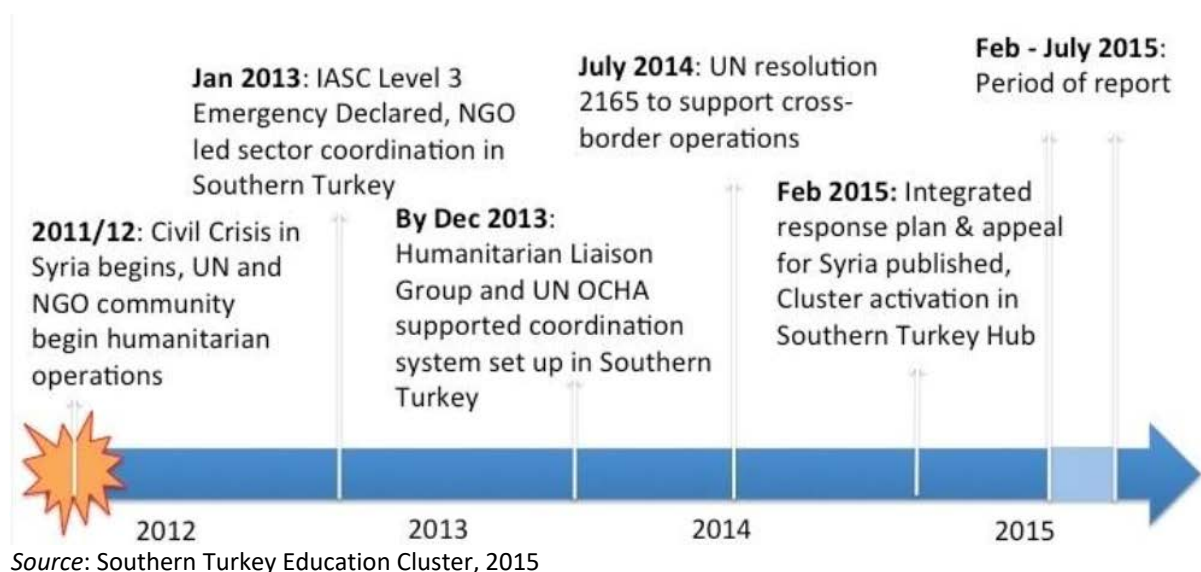 2011/12: Civil Crisis in
Syria begins, UN and
NGO community
begin humanitarian
operations
Jan 2013: IASC Level 3
Emergency Declared, NGO
led sector coordination in
Southern Turkey
By Dec 2013:
Humanitarian Liaison
Group and UN OCHA
supported coordination
system set up in Southern
Turkey
July 2014: UN resolution
2165 to support cross-
border operations
Feb 2015: Integrated
response plan & appeal
for Syria published,
Cluster activation in
Southern Turkey Hub
Feb - July 2015:
Period of report
2012
2013
2014
2015
Source: Southern Turkey Education Cluster, 2015